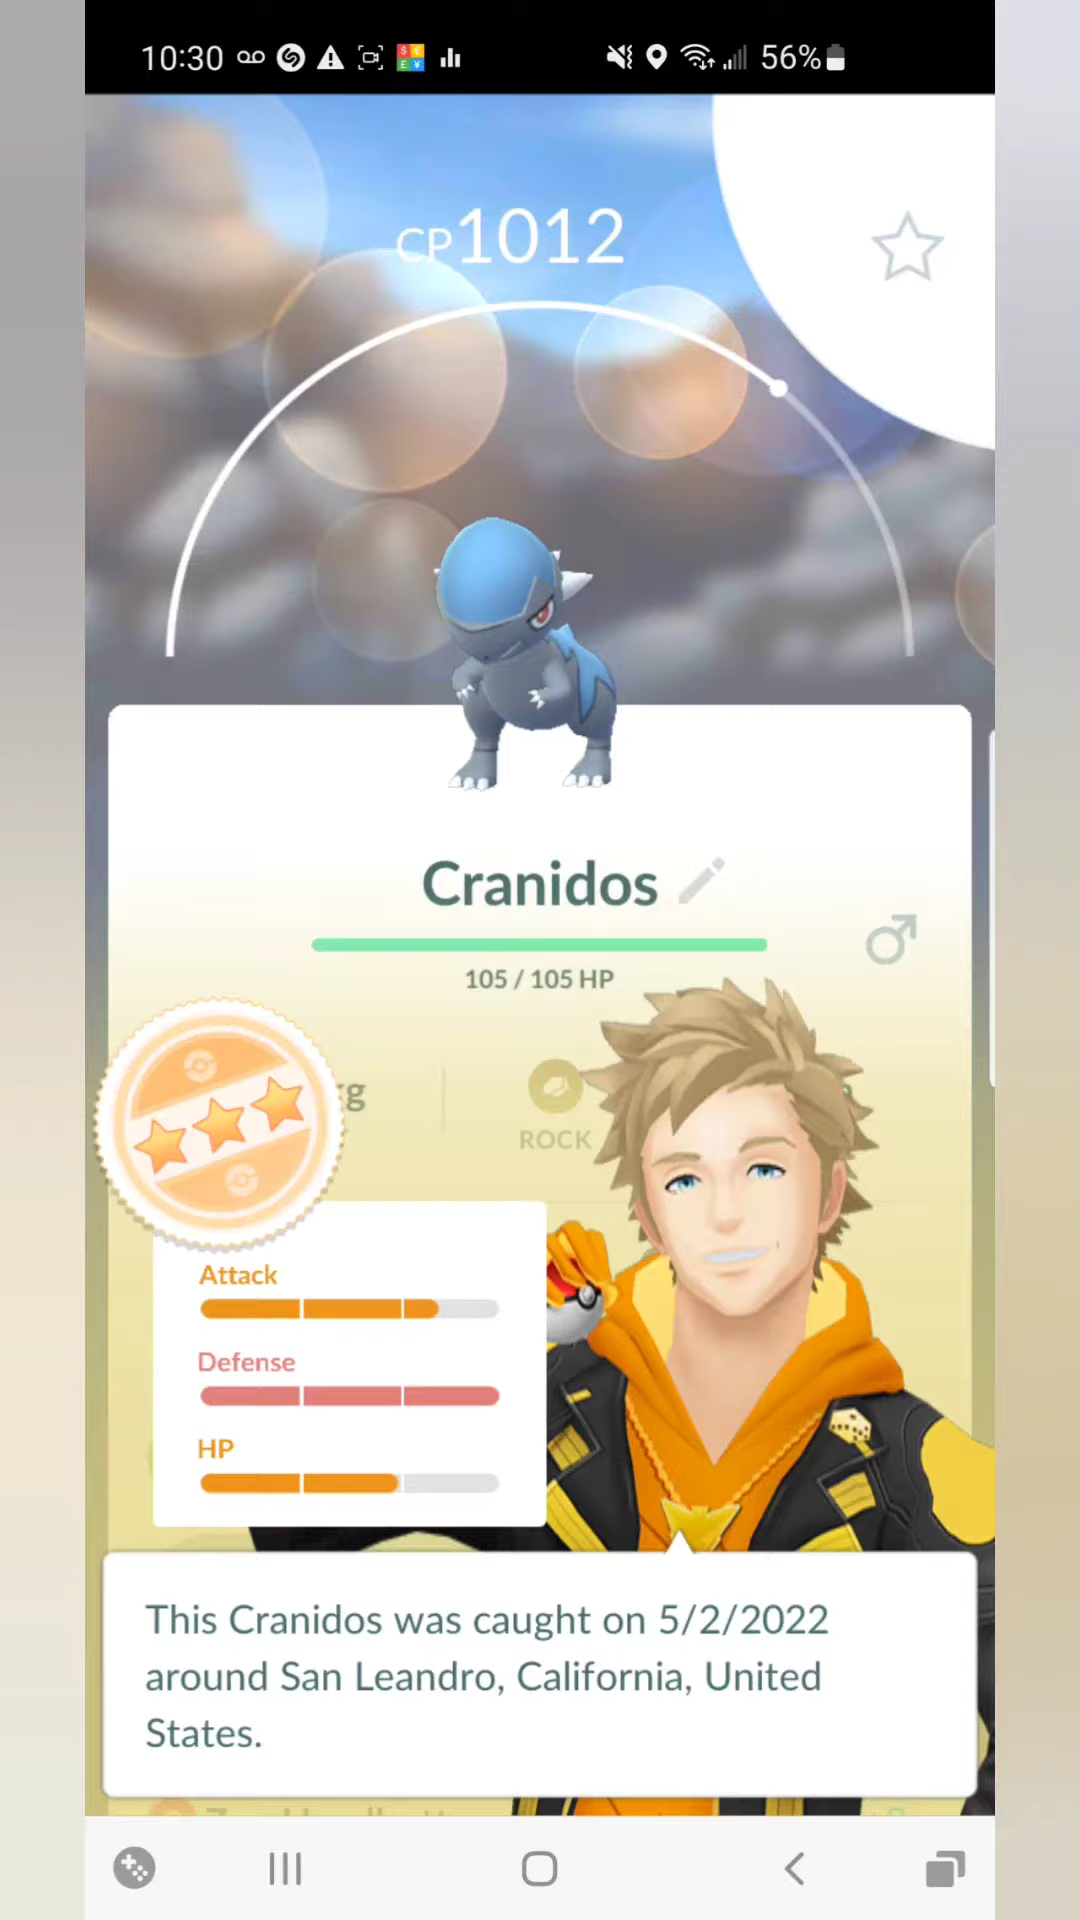 10:30 56%
CP1012
Cranidos
105 / 105 HP
kg
ROCK
Attack
Defense
HP
This Cranidos was caught on 5/2/2022
around San Leandro, California, United
States.